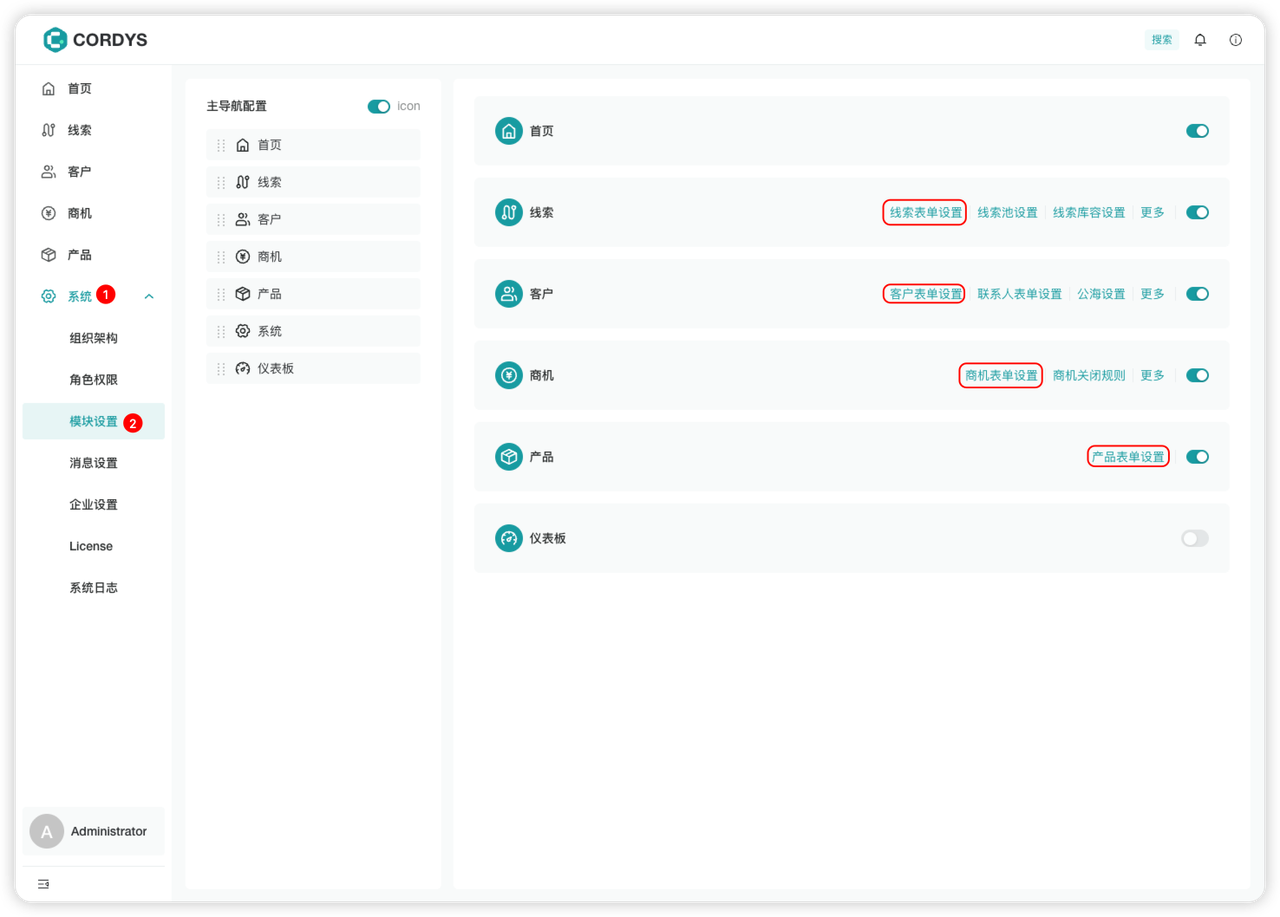 CORDYS
搜索
首页
线索
客户
商机
产品
系统 1
组织架构
角色权限
模块设置 2
消息设置
企业设置
License
系统日志
A Administrator
主导航配置 icon
首页
线索
客户
商机
产品
系统
仪表板
首页
线索 线索表单设置 线索池设置 线索库容设置 更多
客户 客户表单设置 联系人表单设置 公海设置 更多
商机 商机表单设置 商机关闭规则 更多
产品 产品表单设置
仪表板